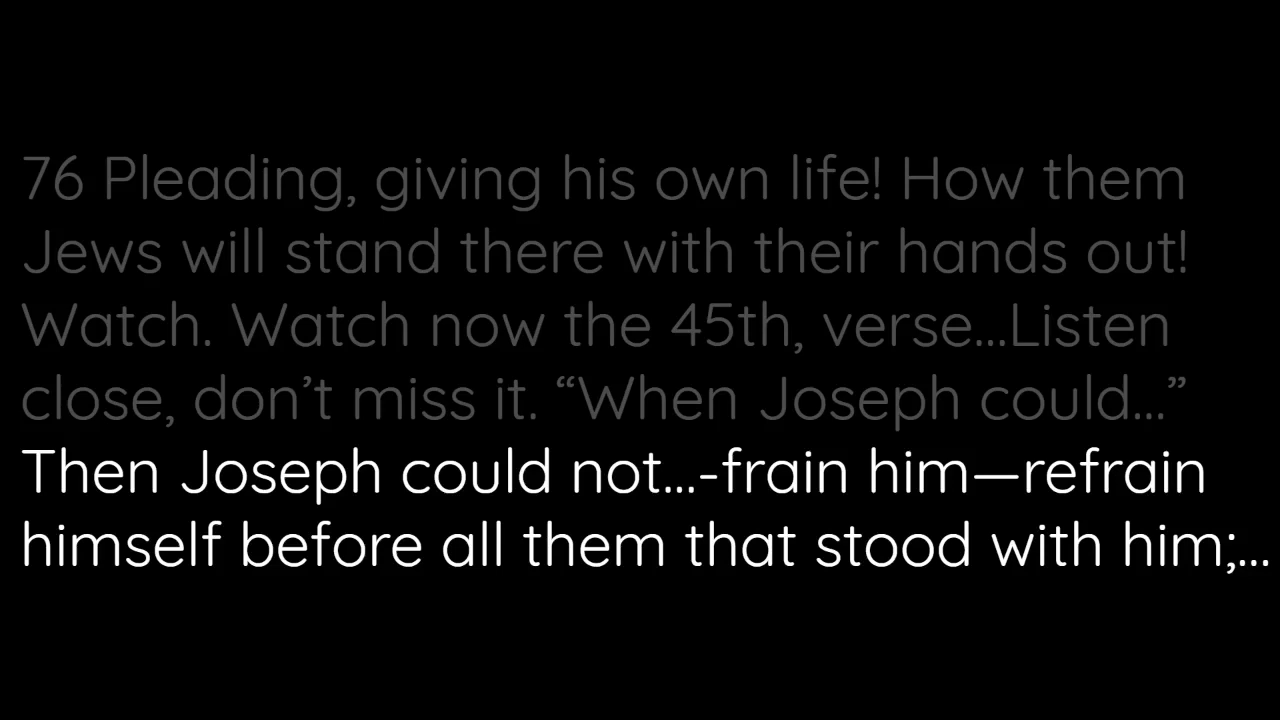 76 Pleading, giving his own life! How them
Jews will stand there with their hands out!
Watch. Watch now the 45th, verse...Listen
close, don’t miss it. “When Joseph could...”
Then Joseph could not...-frain him—refrain
himself before all them that stood with him;...